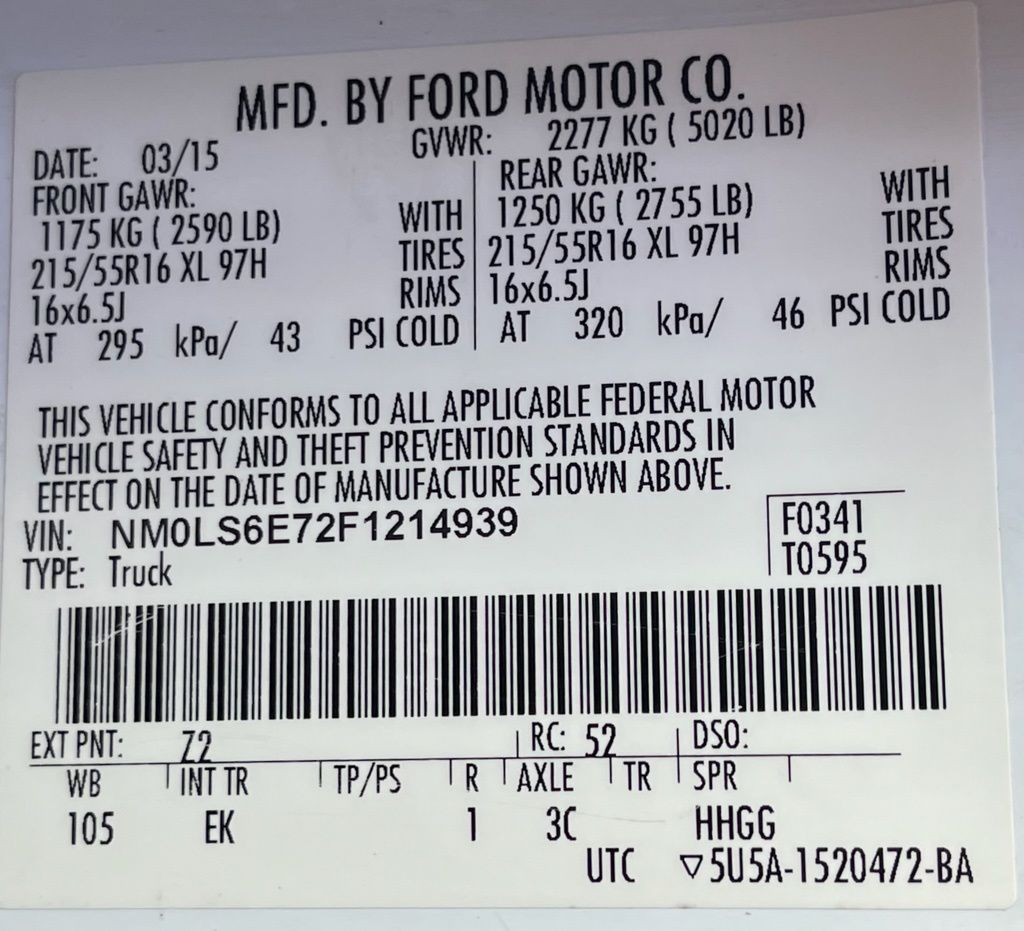 MFD. BY FORD MOTOR CO.
DATE: 03/15 GVWR: 2277 KG ( 5020 LB)
FRONT GAWR: REAR GAWR:
1175 KG ( 2590 LB) WITH 1250 KG ( 2755 LB) WITH
215/55R16 XL 97H TIRES 215/55R16 XL 97H TIRES
16x6.5J RIMS 16x6.5J RIMS
AT 295 kPa/ 43 PSI COLD AT 320 kPa/ 46 PSI COLD
THIS VEHICLE CONFORMS TO ALL APPLICABLE FEDERAL MOTOR
VEHICLE SAFETY AND THEFT PREVENTION STANDARDS IN
EFFECT ON THE DATE OF MANUFACTURE SHOWN ABOVE.
VIN: NM0LS6E72F1214939 F0341
TYPE: Truck T0595
EXT PNT: Z2 RC: 52 DSO:
WB INT TR TP/PS R AXLE TR SPR
105 EK 1 3C HHGG
UTC ▽5U5A-1520472-BA